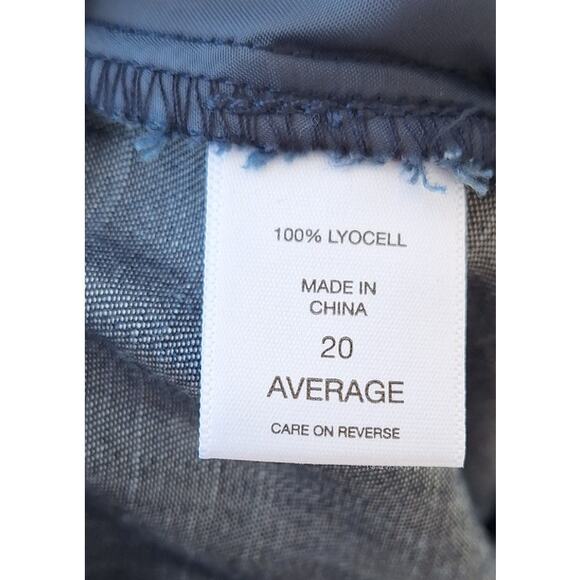 100% LYOCELL
MADE IN
CHINA
20
AVERAGE
CARE ON REVERSE